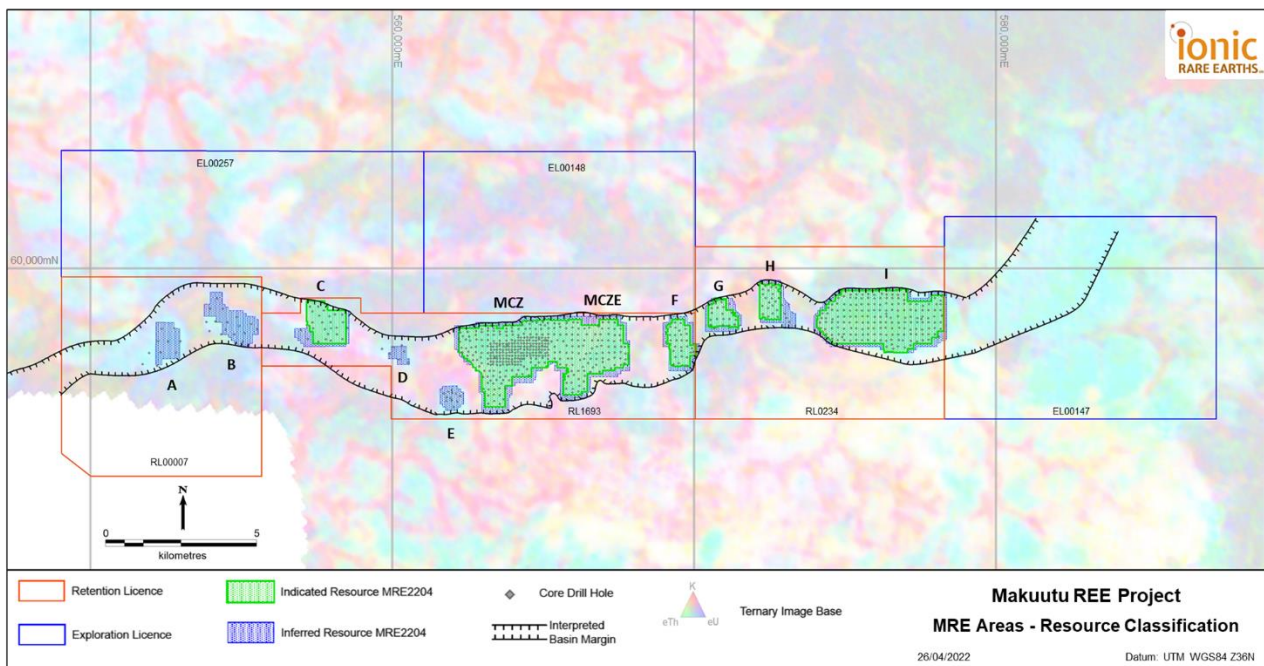 ionic
RARE EARTHS
560,000mE
580,000mE
EL00257
EL00148
60,000mN
C
MCZ
MCZE
F
G
H
I
A
B
D
E
RL00007
RL1693
RL0234
EL00147
N
0
5
kilometres
Retention Licence
Exploration Licence
Indicated Resource MRE2204
Inferred Resource MRE2204
Core Drill Hole
Interpreted
Basin Margin
K
eTh
eU
Ternary Image Base
Makuutu REE Project
MRE Areas - Resource Classification
26/04/2022
Datum: UTM WGS84 Z36N